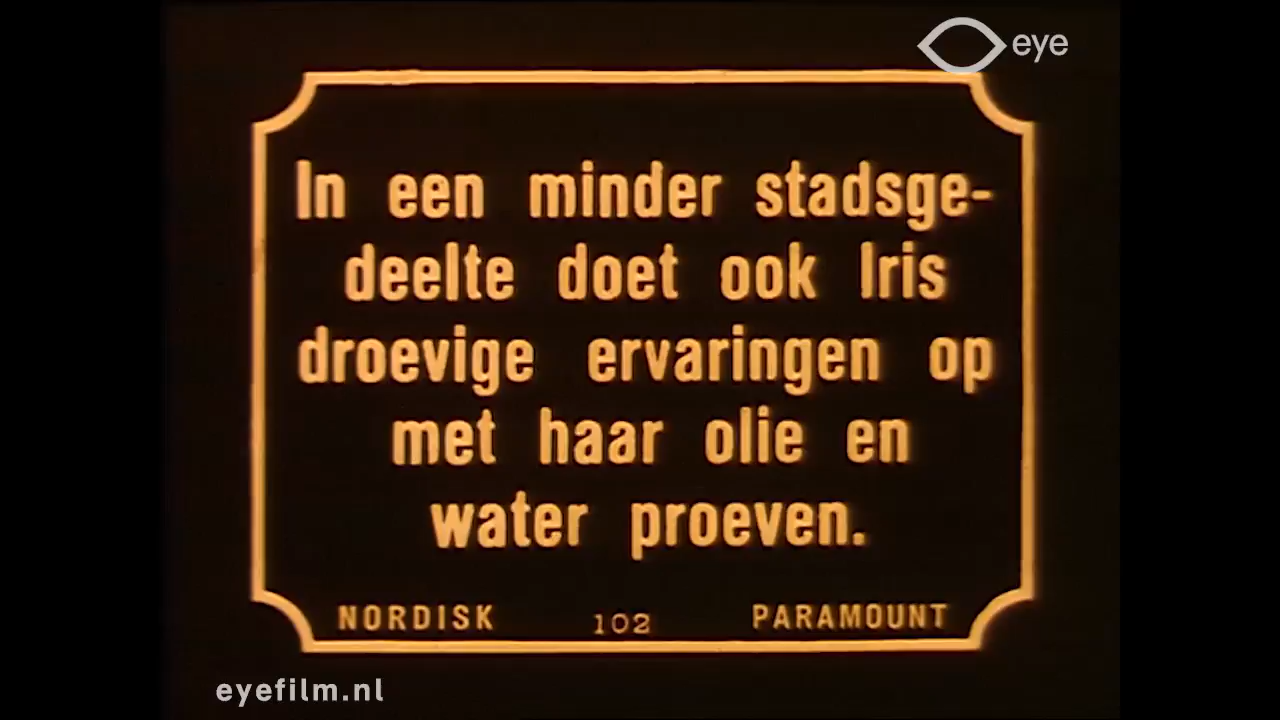 eye
In een minder stadsge-
deelte doet ook Iris
droevige ervaringen op
met haar olie en
water proeven.
NORDISK 102 PARAMOUNT
eyefilm.nl